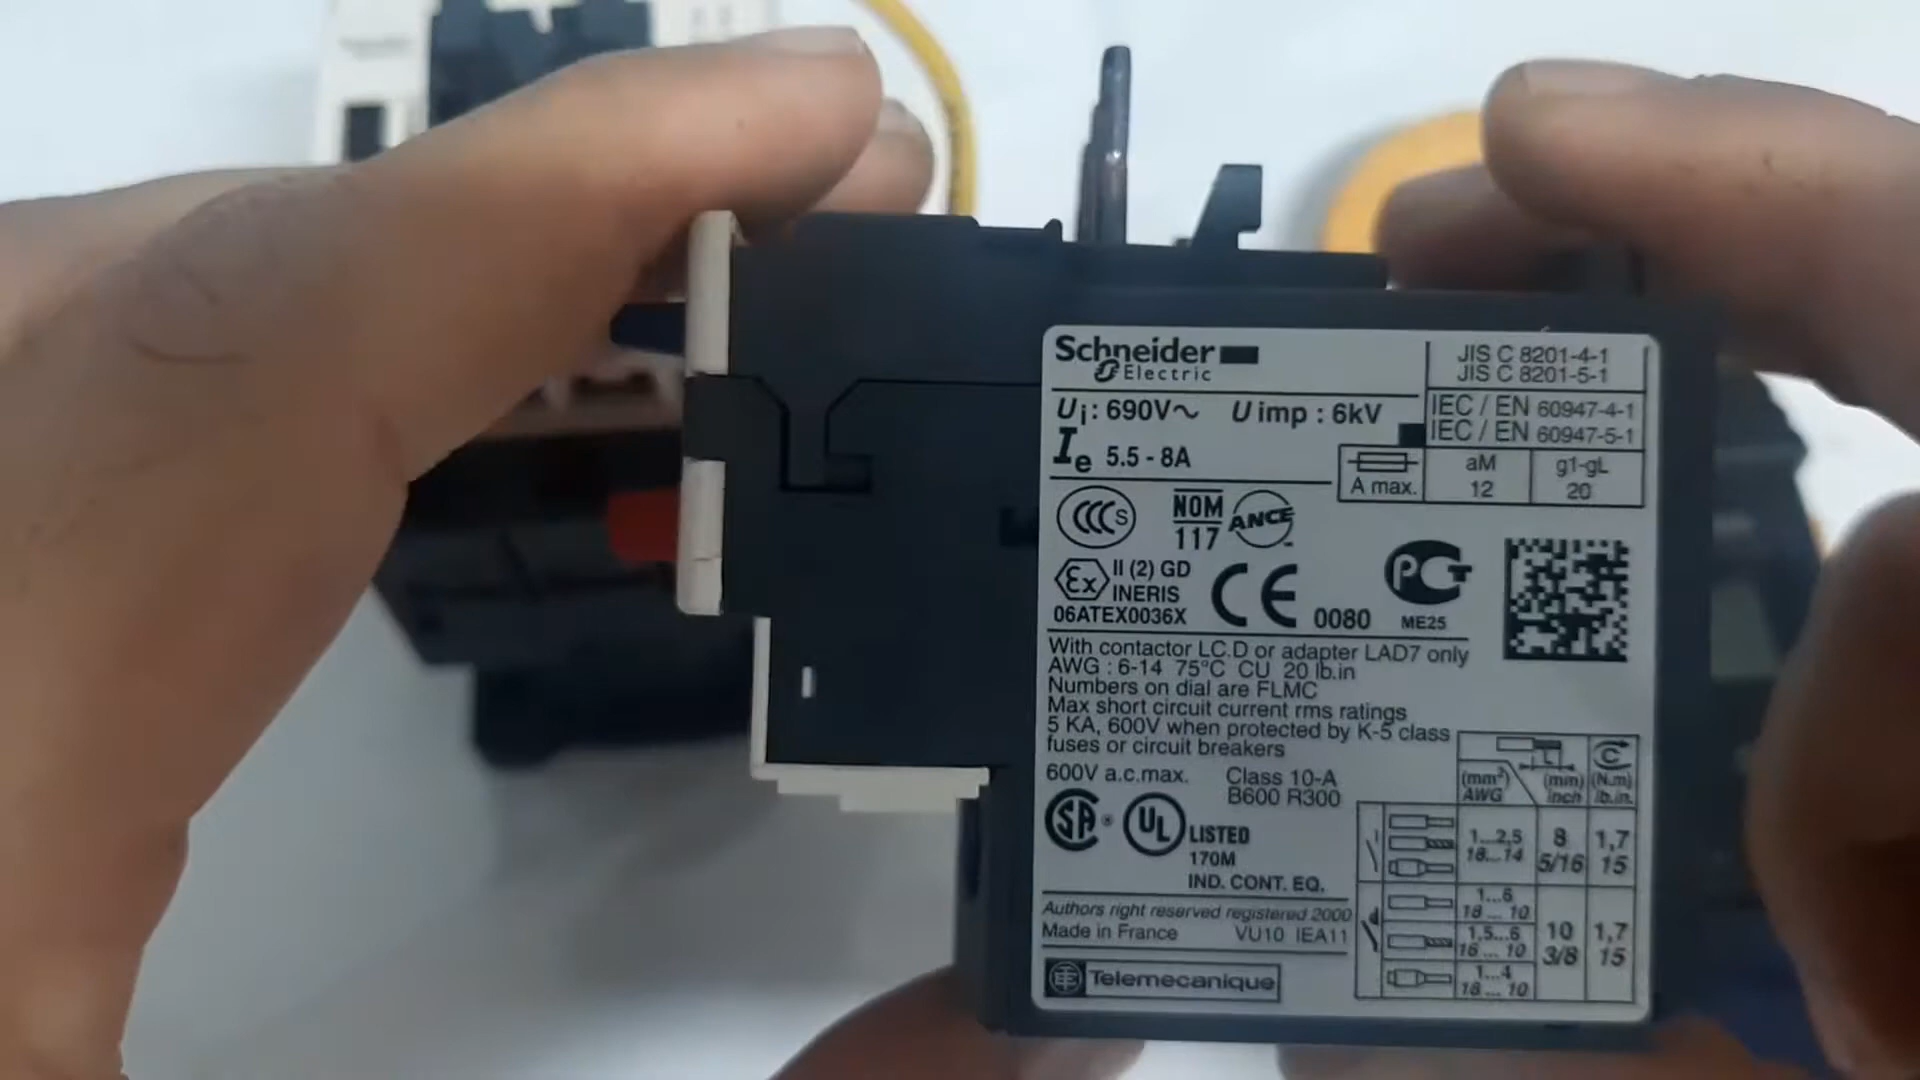 Schneider
Electric
JIS C 8201-4-1
JIS C 8201-5-1
Ui: 690V~ U imp : 6kV
IEC / EN 60947-4-1
IEC / EN 60947-5-1
Ie 5.5 - 8A
A max.
aM
12
g1-gL
20
CCC S
NOM
117
ANCE
Ex II (2) GD
INERIS
06ATEX0036X
CE 0080
PCT
ME25
With contactor LC.D or adapter LAD7 only
AWG : 6-14 75°C CU 20 lb.in
Numbers on dial are FLMC
Max short circuit current rms ratings
5 KA, 600V when protected by K-5 class
fuses or circuit breakers
600V a.c.max. Class 10-A
B600 R300
SA ® UL LISTED
170M
IND. CONT. EQ.
Authors right reserved registered 2000
Made in France VU10 IEA11
Telemecanique
L C
(mm²) (mm) (N.m)
AWG inch lb.in.
1...2,5 8 1,7
18...14 5/16 15
1...6
18 ... 10
1,5...6 10 1,7
16 ... 10 3/8 15
1...4
18 ... 10